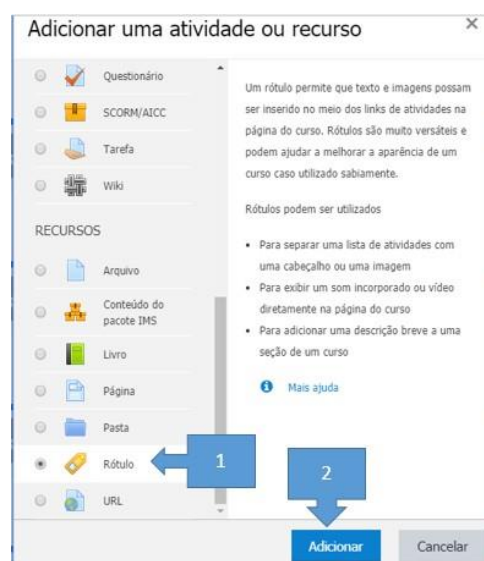 Adicionar uma atividade ou recurso
×
Questionário
SCORM/AICC
Tarefa
Wiki
RECURSOS
Arquivo
Conteúdo do
pacote IMS
Livro
Página
Pasta
Rótulo
URL
Um rótulo permite que texto e imagens possam
ser inserido no meio dos links de atividades na
página do curso. Rótulos são muito versáteis e
podem ajudar a melhorar a aparência de um
curso caso utilizado sabiamente.
Rótulos podem ser utilizados
• Para separar uma lista de atividades com
uma cabeçalho ou uma imagem
• Para exibir um som incorporado ou vídeo
diretamente na página do curso
• Para adicionar uma descrição breve a uma
seção de um curso
Mais ajuda
1
2
Adicionar
Cancelar